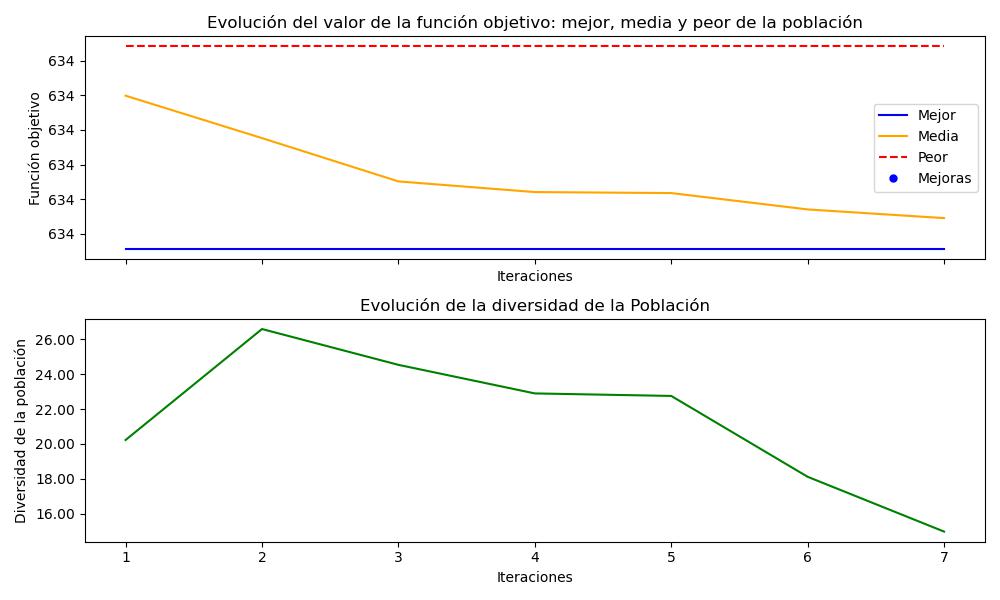 Evolución del valor de la función objetivo: mejor, media y peor de la población
634
634
634
634
634
634
Función objetivo
Mejor
Media
Peor
Mejoras
Iteraciones
Evolución de la diversidad de la Población
26.00
24.00
22.00
20.00
18.00
16.00
Diversidad de la población
1 2 3 4 5 6 7
Iteraciones